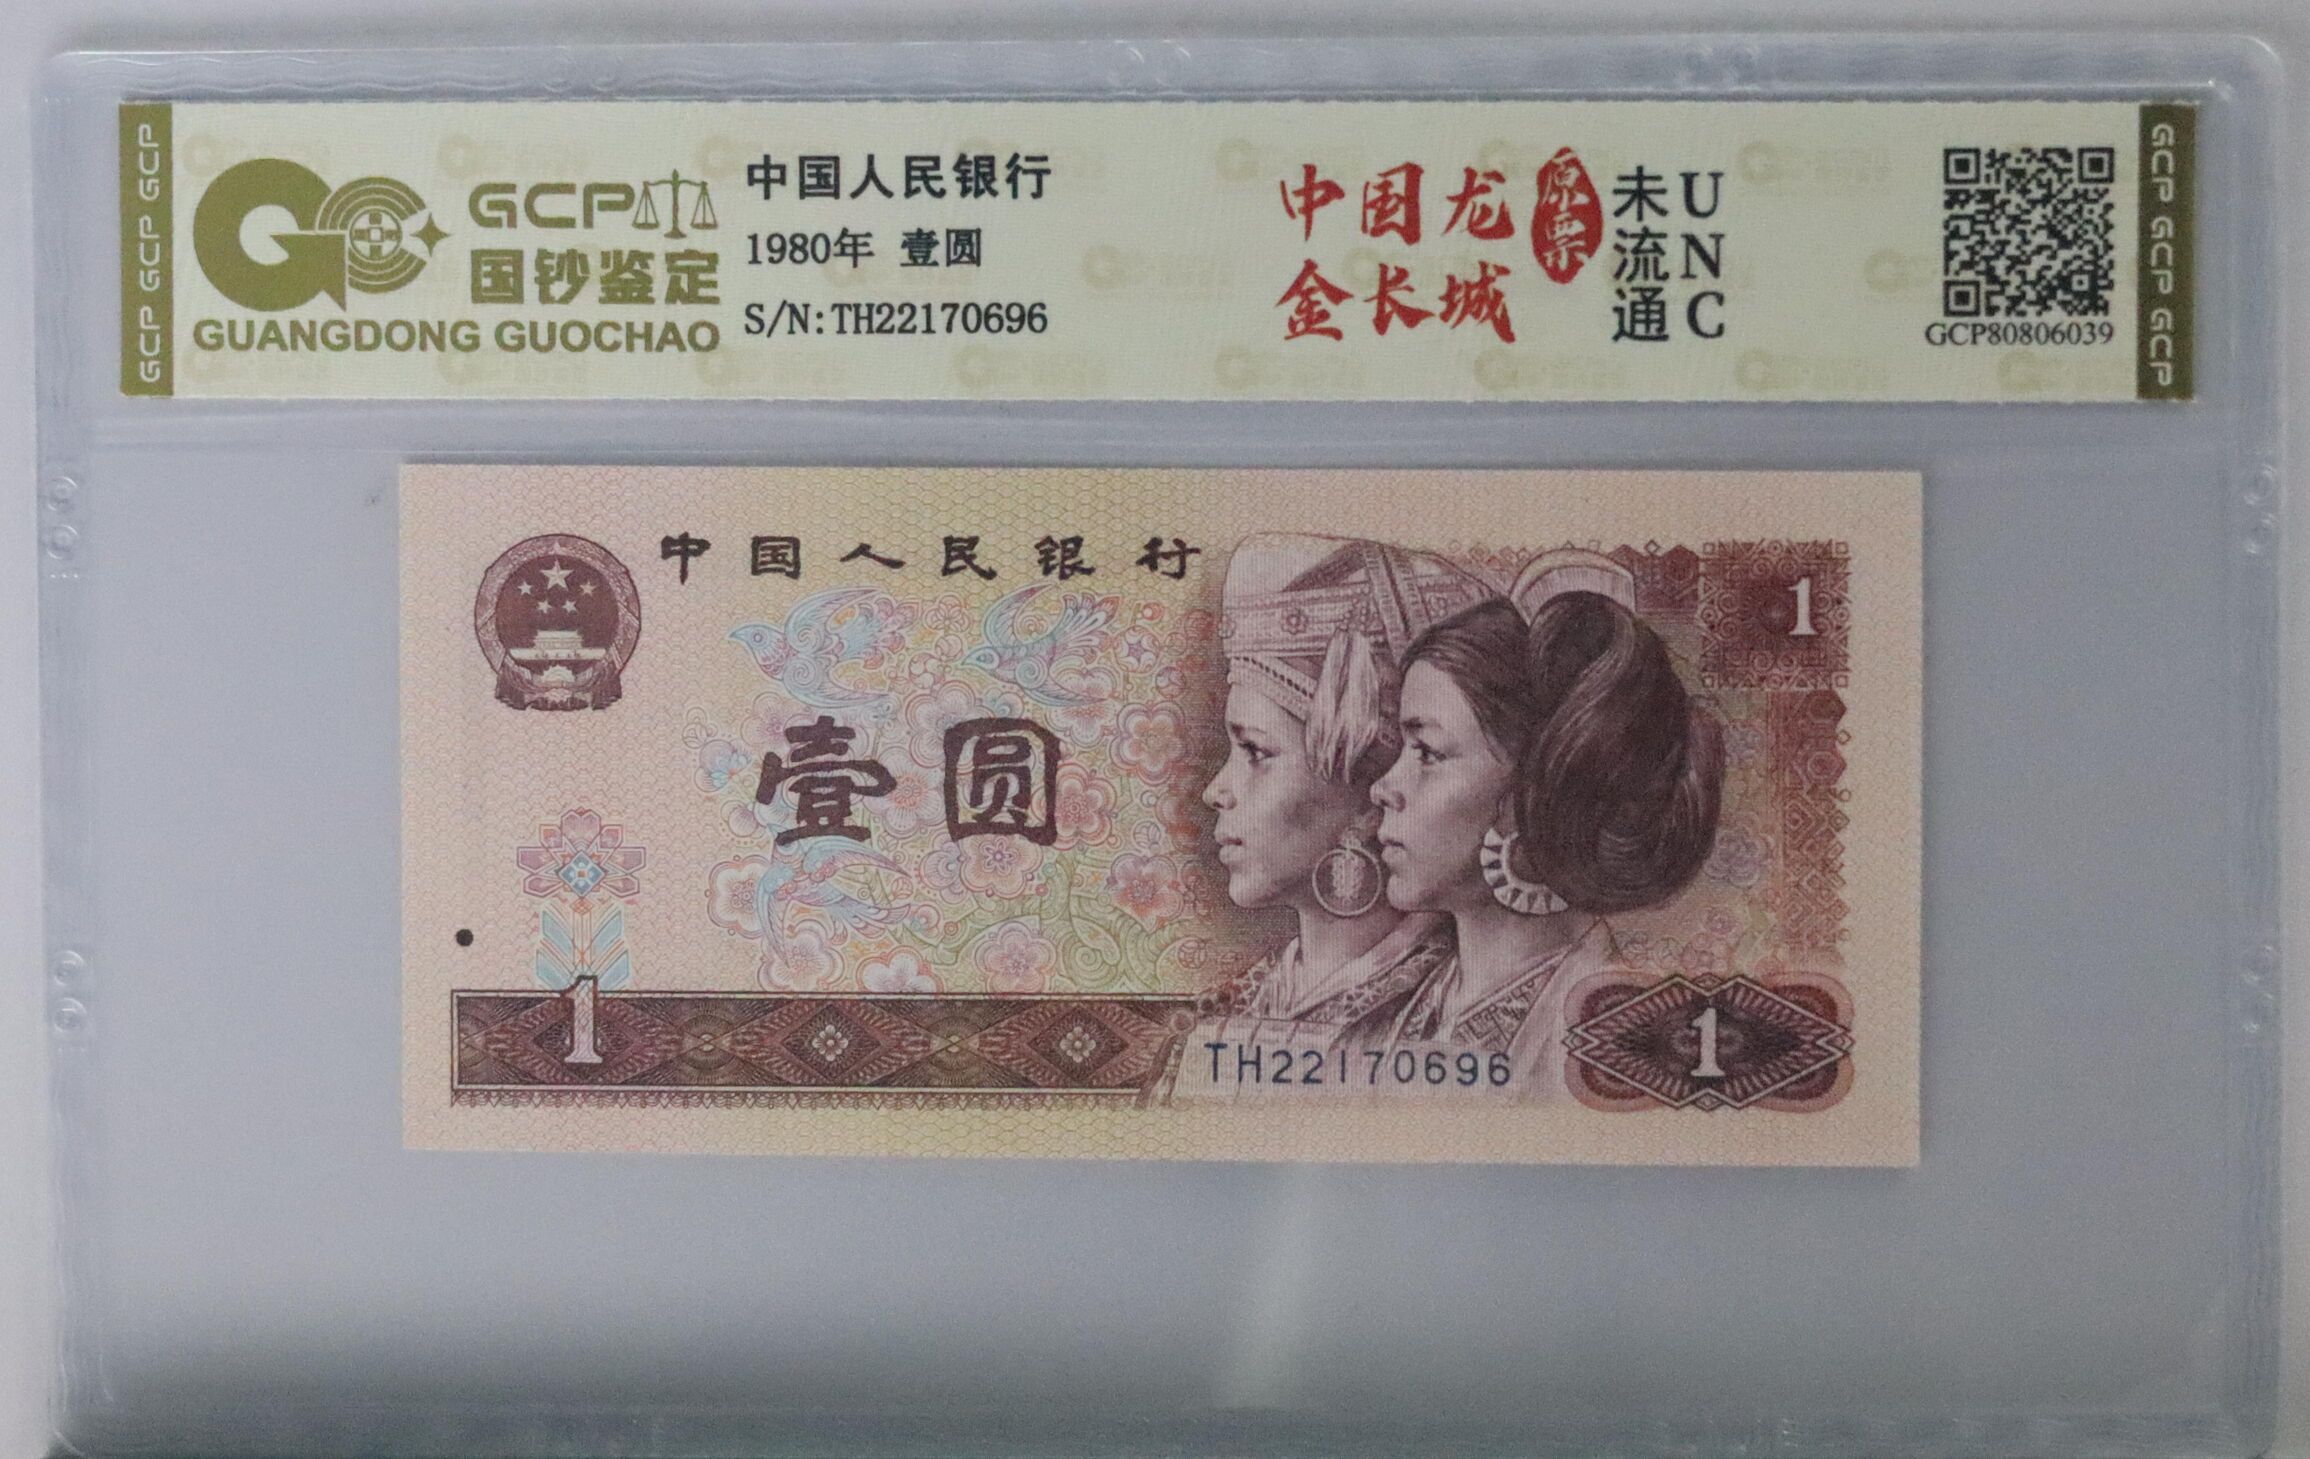 GCP GCP GCP
GCP
国钞鉴定
GUANGDONG GUOCHAO
中国人民银行
1980年 壹圆
S/N:TH22170696
中国龙
金长城
原票
未流通
UNC
GCP80806039
GCP GCP GCP
中国人民银行
1
壹圆
1
TH22170696
1